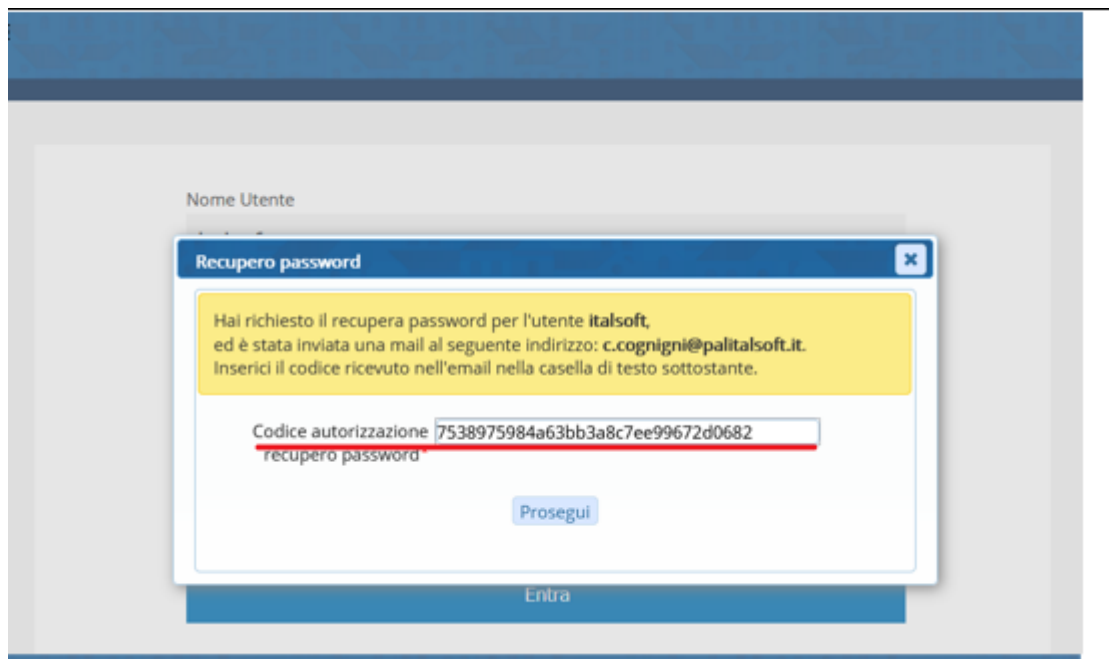 Nome Utente
Recupero password
Hai richiesto il recupera password per l'utente italsoft,
ed è stata inviata una mail al seguente indirizzo: c.cognigni@palitalsoft.it.
Inserici il codice ricevuto nell'email nella casella di testo sottostante.
Codice autorizzazione 7538975984a63bb3a8c7ee99672d0682
recupero password*
Prosegui
Entra